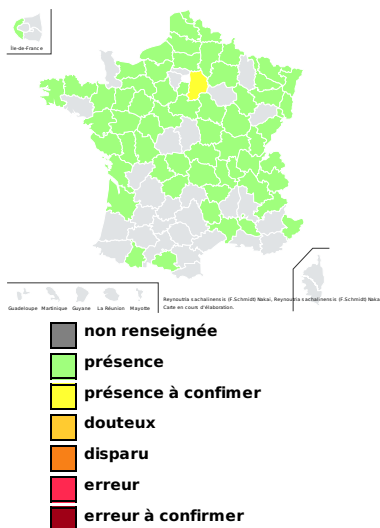 Île-de-France
Guadeloupe Martinique Guyane La Réunion Mayotte
Reynoutria sachalinensis (F.Schmidt) Nakai, Reynoutria sachalinensis (F.Schmidt) Naka
Carte en cours d'élaboration.
non renseignée
présence
présence à confimer
douteux
disparu
erreur
erreur à confirmer